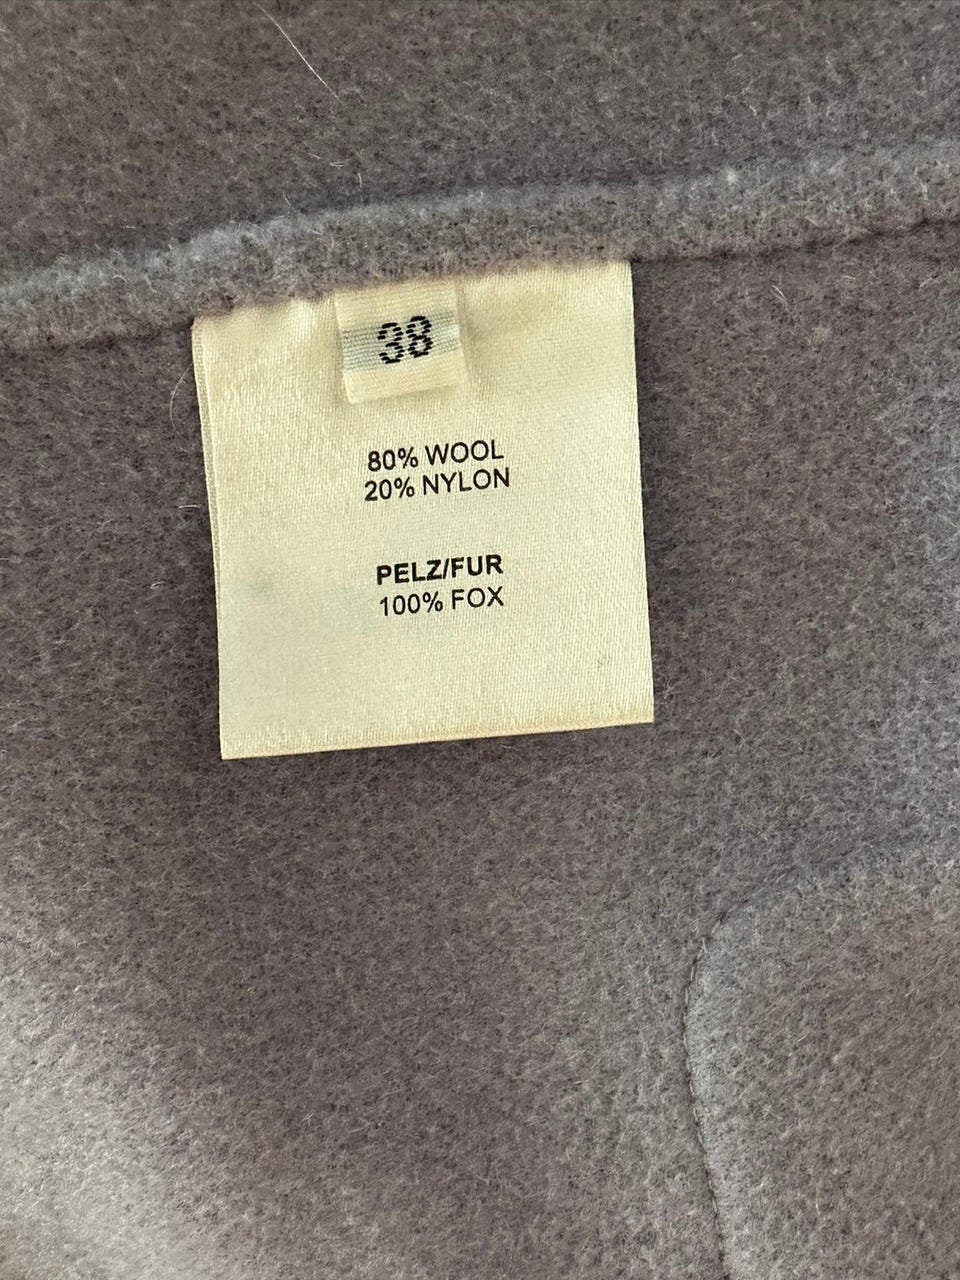 38
80% WOOL
20% NYLON
PELZ/FUR
100% FOX